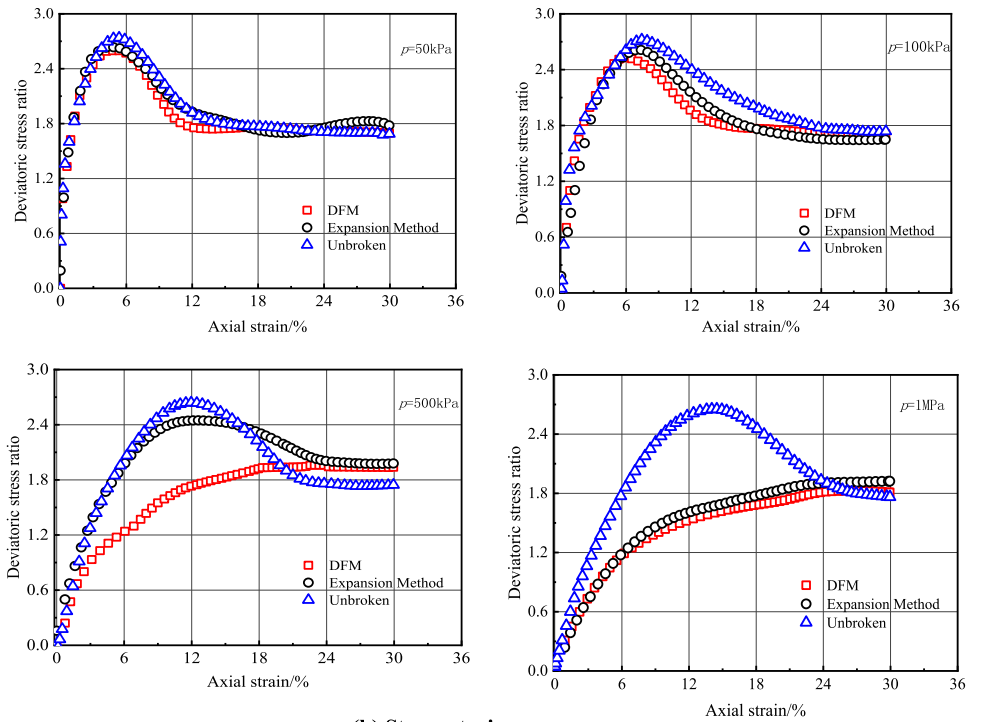 3.0
2.4
1.8
1.2
0.6
0.0
Deviatoric stress ratio
p=50kPa
DFM
Expansion Method
Unbroken
0 6 12 18 24 30 36
Axial strain/%
3.0
2.4
1.8
1.2
0.6
0.0
Deviatoric stress ratio
p=100kPa
DFM
Expansion Method
Unbroken
0 6 12 18 24 30 36
Axial strain/%
3.0
2.4
1.8
1.2
0.6
0.0
Deviatoric stress ratio
p=500kPa
DFM
Expansion Method
Unbroken
0 6 12 18 24 30 36
Axial strain/%
3.0
2.4
1.8
1.2
0.6
0.0
Deviatoric stress ratio
p=1MPa
DFM
Expansion Method
Unbroken
0 6 12 18 24 30 36
Axial strain/%